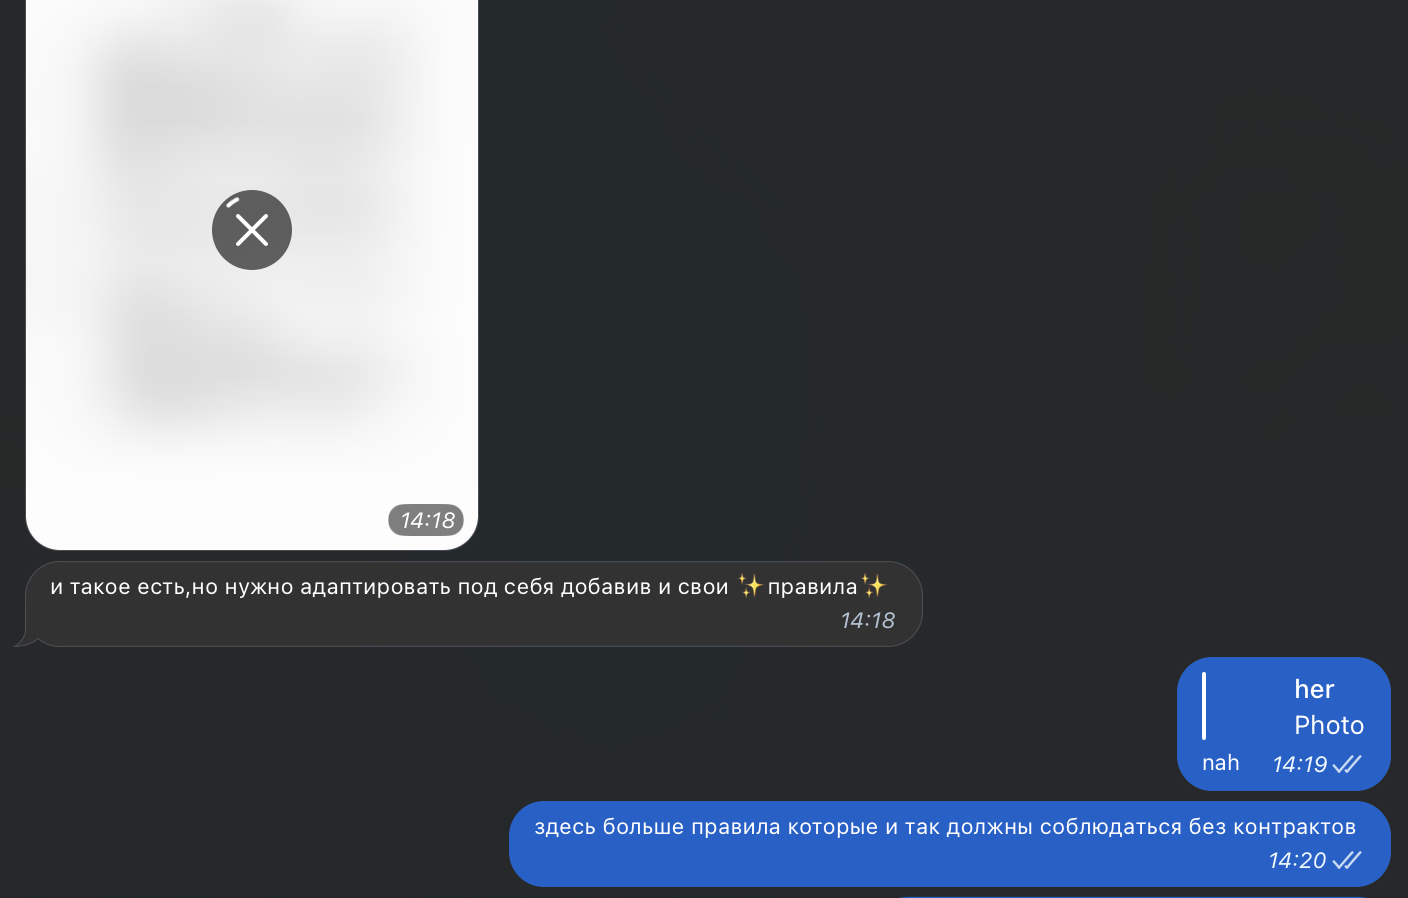 14:18
и такое есть,но нужно адаптировать под себя добавив и свои ✨правила✨
14:18
her
Photo
nah 14:19
здесь больше правила которые и так должны соблюдаться без контрактов
14:20